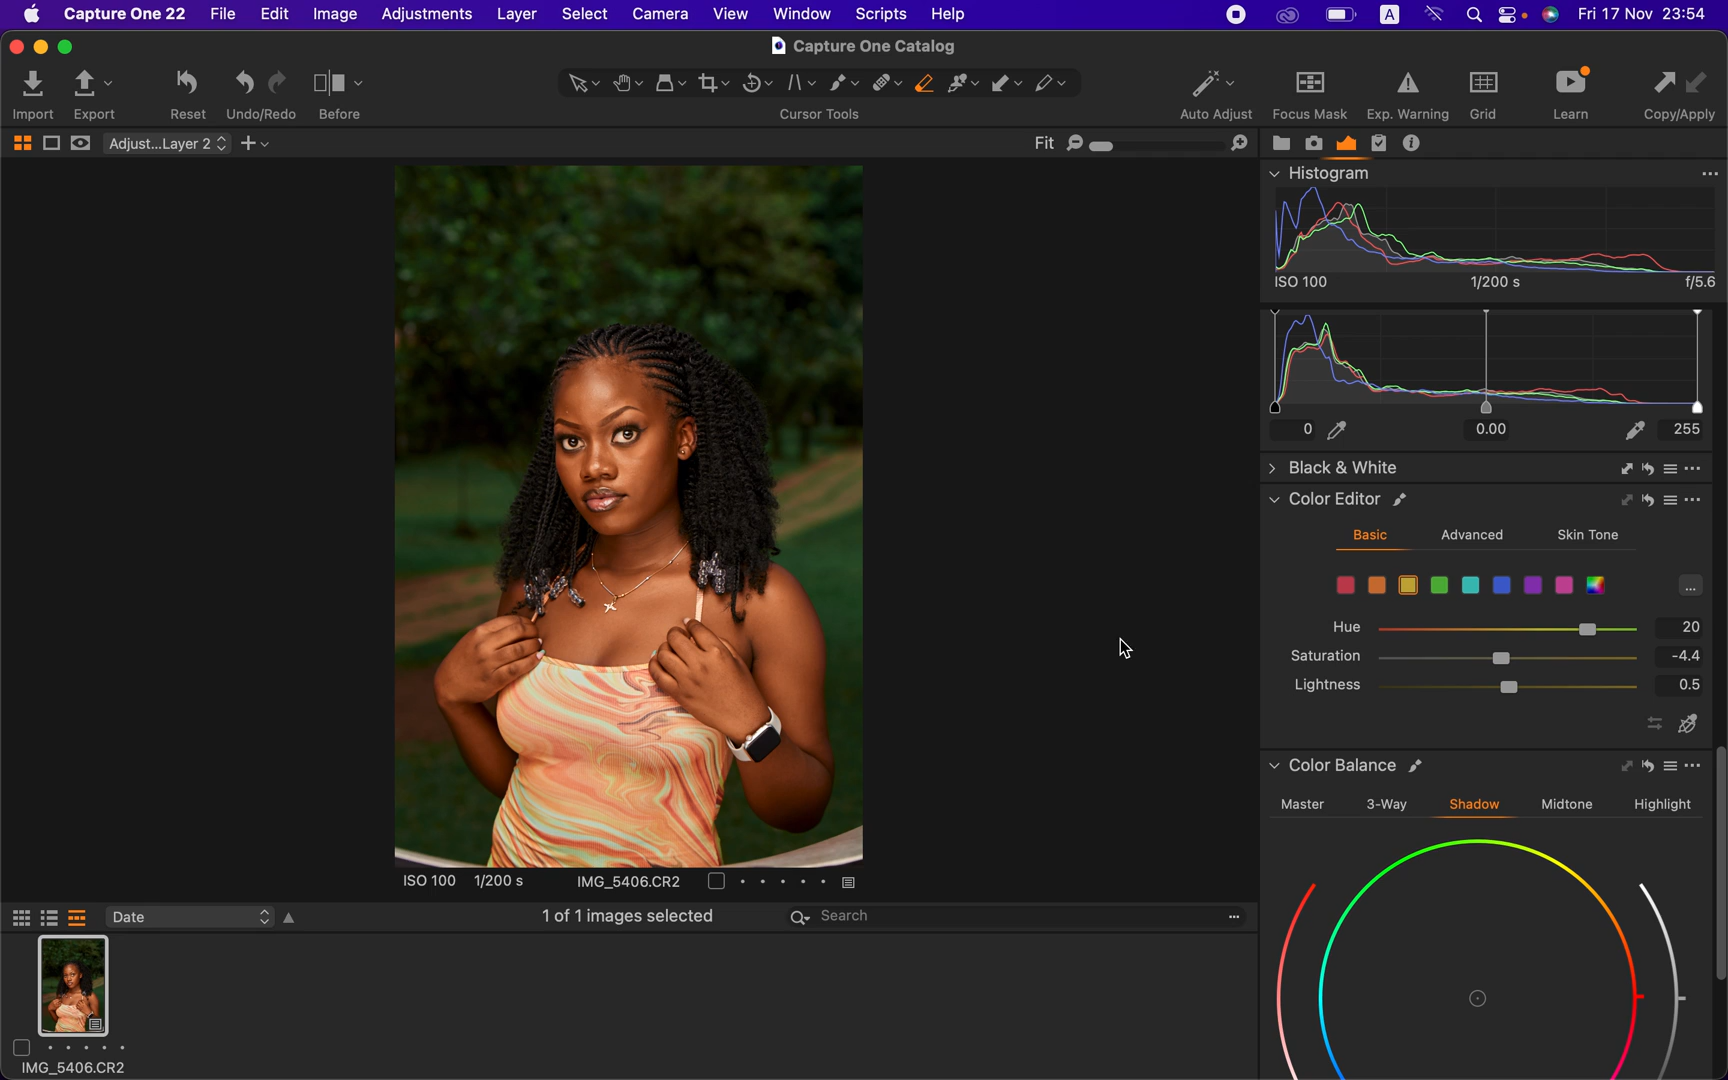 Capture One 22 File Edit Image Adjustments Layer Select Camera View Window Scripts Help A Fri 17 Nov 23:54
Capture One Catalog
Import Export Reset Undo/Redo Before Cursor Tools Auto Adjust Focus Mask Exp. Warning Grid Learn Copy/Apply
Adjust...Layer 2 Fit
Histogram
ISO 100 1/200 s f/5.6
0 0.00 255
Black & White
Color Editor
Basic Advanced Skin Tone
...
Hue 20
Saturation -4.4
Lightness 0.5
Color Balance
Master 3-Way Shadow Midtone Highlight
ISO 100 1/200 s IMG_5406.CR2
Date 1 of 1 images selected Search
IMG_5406.CR2